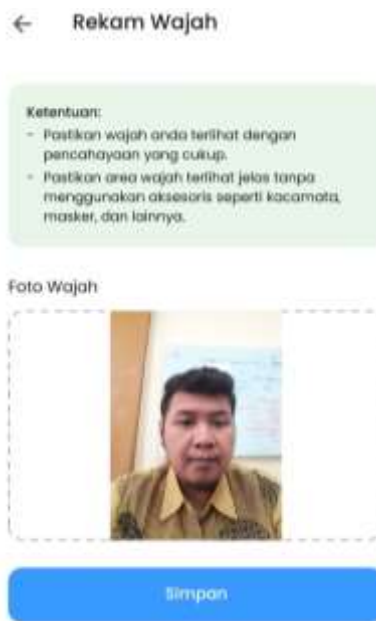 Rekam Wajah
Ketentuan:
- Pastikan wajah anda terlihat dengan
pencahayaan yang cukup.
- Pastikan area wajah terlihat jelas tanpa
menggunakan aksesoris seperti kacamata,
masker, dan lainnya.
Foto Wajah
Simpan